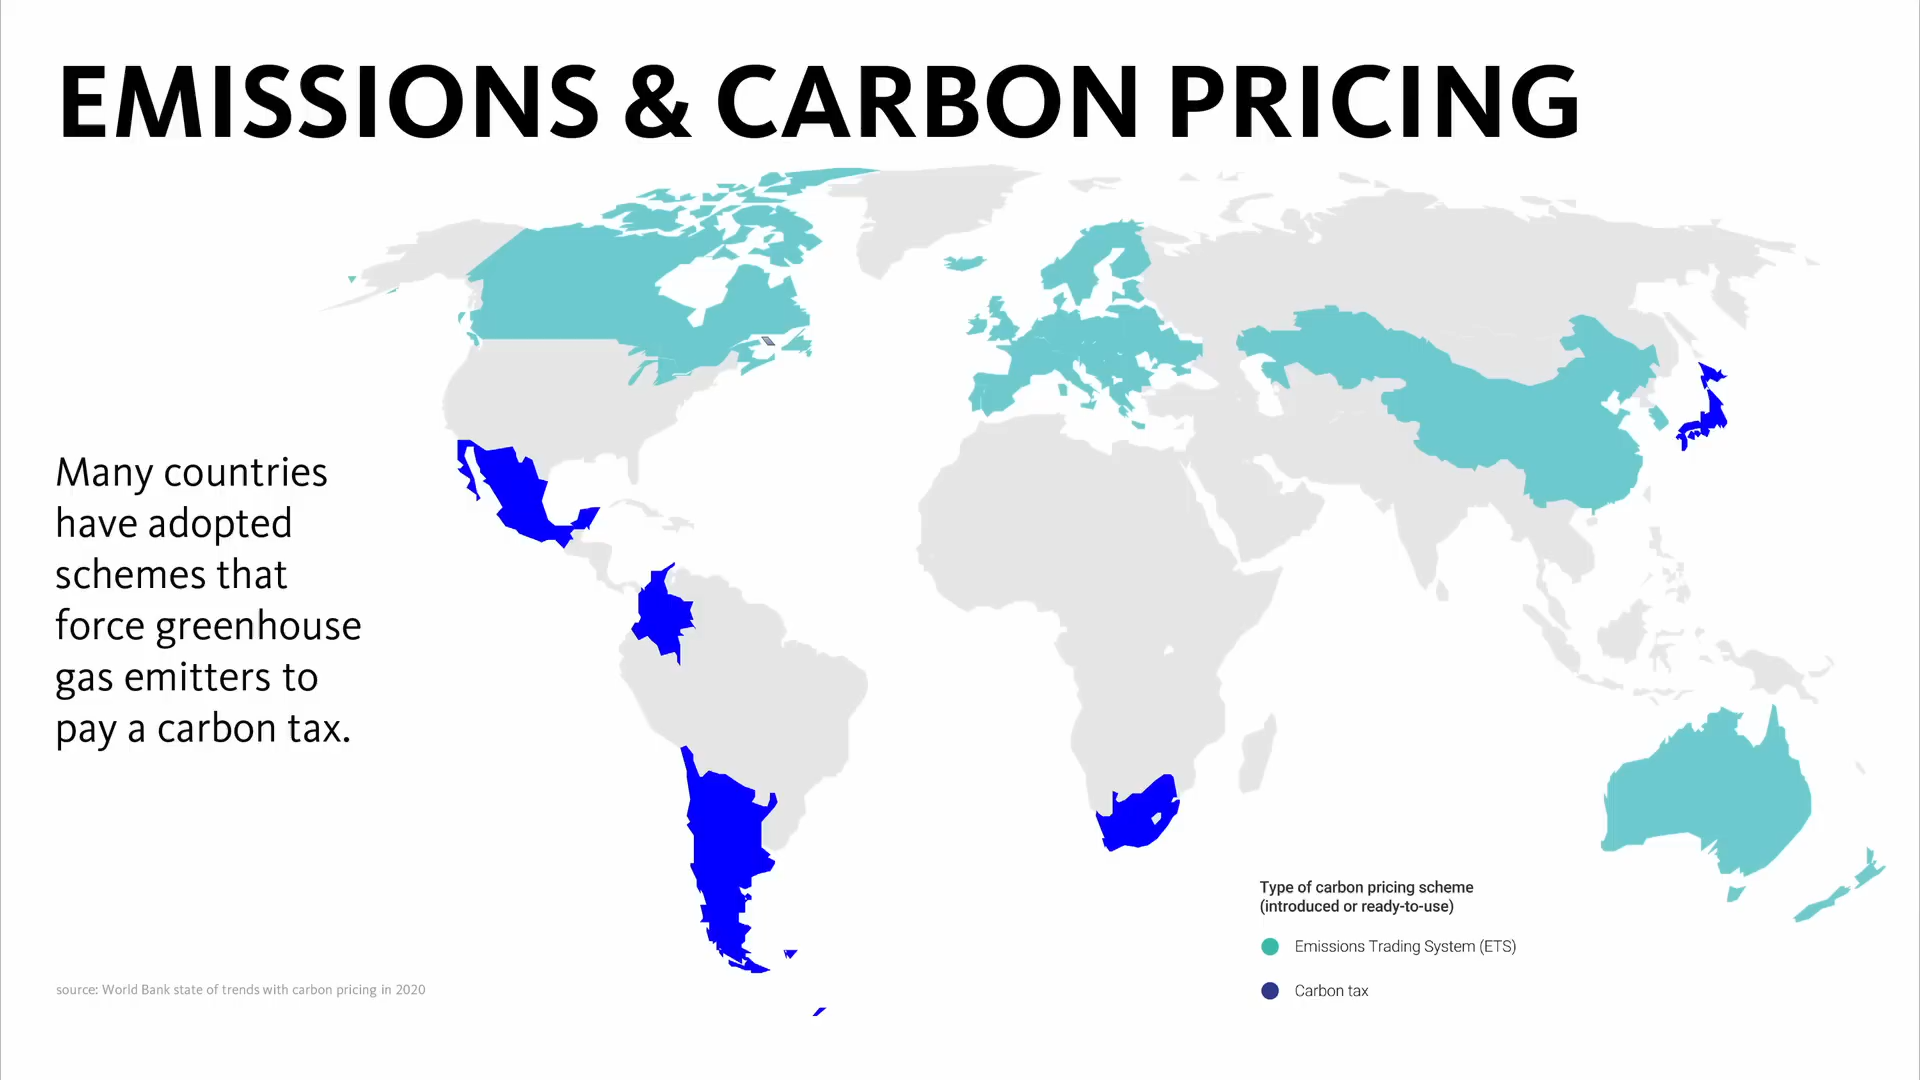 EMISSIONS & CARBON PRICING
Many countries
have adopted
schemes that
force greenhouse
gas emitters to
pay a carbon tax.
Type of carbon pricing scheme
(introduced or ready-to-use)
Emissions Trading System (ETS)
Carbon tax
source: World Bank state of trends with carbon pricing in 2020